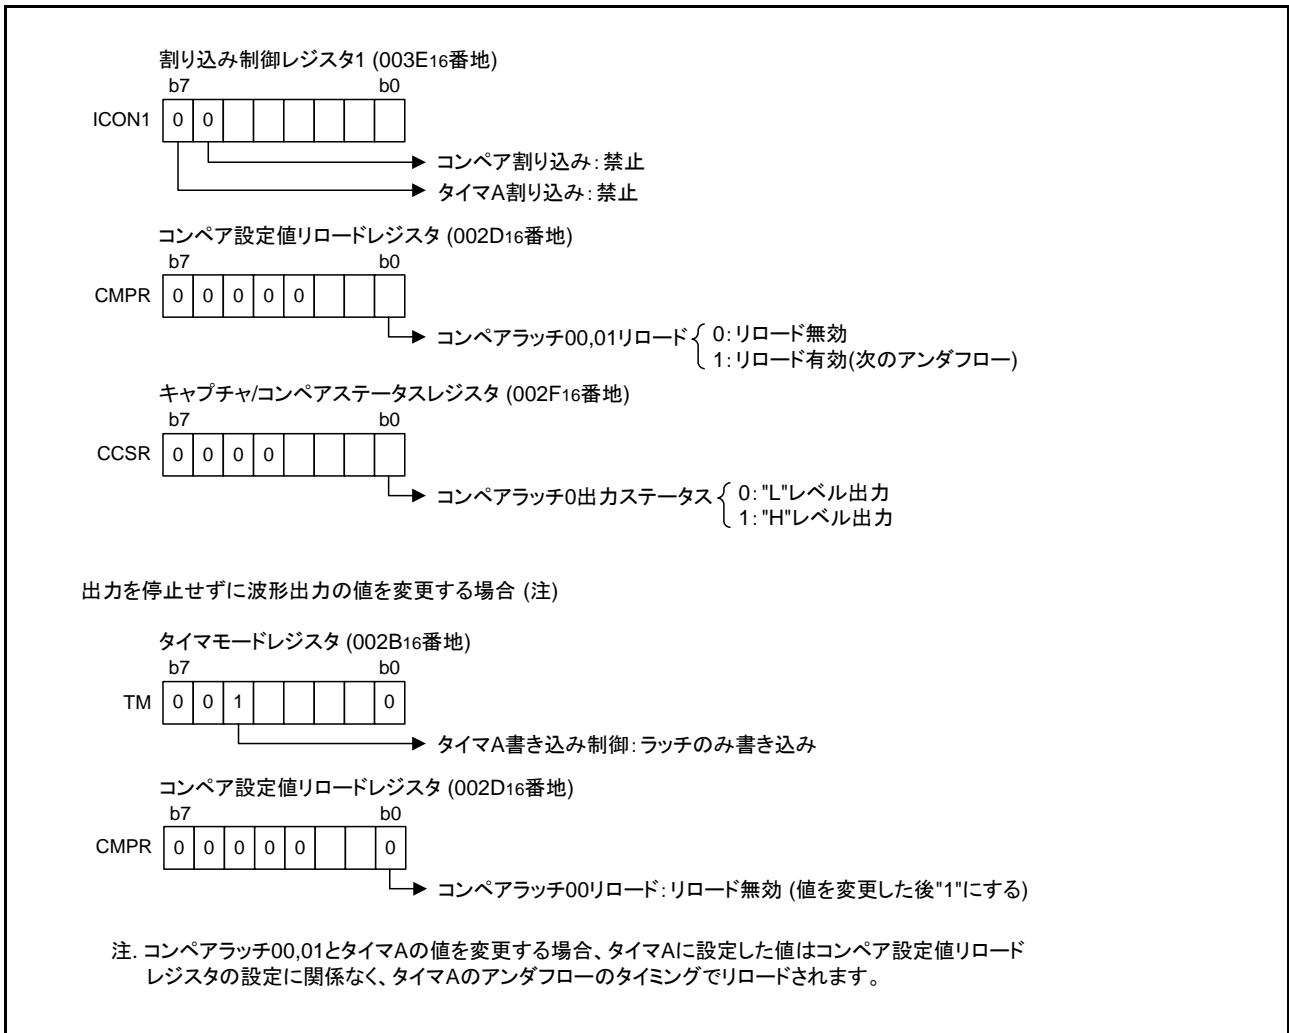 割り込み制御レジスタ1 (003E16番地)
b7 b0
ICON1 0 0
コンペア割り込み：禁止
タイマA割り込み：禁止
コンペア設定値リロードレジスタ (002D16番地)
b7 b0
CMPR 0 0 0 0 0
コンペアラッチ00,01リロード 0：リロード無効
1：リロード有効(次のアンダフロー)
キャプチャ/コンペアステータスレジスタ (002F16番地)
b7 b0
CCSR 0 0 0 0
コンペアラッチ0出力ステータス 0："L"レベル出力
1："H"レベル出力
出力を停止せずに波形出力の値を変更する場合 (注)
タイマモードレジスタ (002B16番地)
b7 b0
TM 0 0 1 0
タイマA書き込み制御：ラッチのみ書き込み
コンペア設定値リロードレジスタ (002D16番地)
b7 b0
CMPR 0 0 0 0 0 0
コンペアラッチ00リロード：リロード無効 (値を変更した後"1"にする)
注. コンペアラッチ00,01とタイマAの値を変更する場合、タイマAに設定した値はコンペア設定値リロード
レジスタの設定に関係なく、タイマAのアンダフローのタイミングでリロードされます。